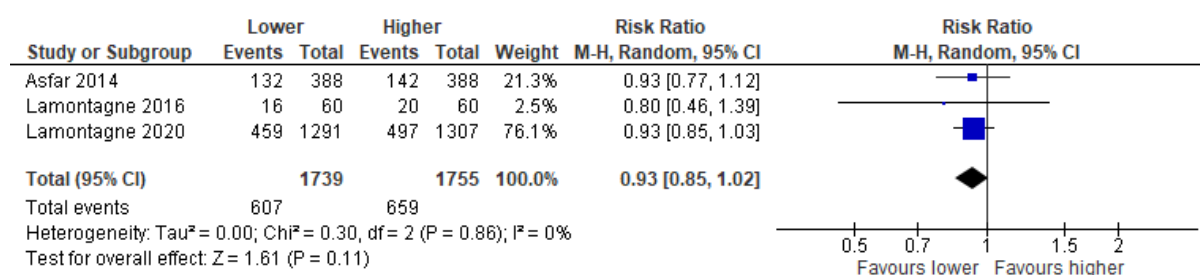 Lower Higher Risk Ratio Risk Ratio
Study or Subgroup Events Total Events Total Weight M-H, Random, 95% CI M-H, Random, 95% CI
Asfar 2014 132 388 142 388 21.3% 0.93 [0.77, 1.12]
Lamontagne 2016 16 60 20 60 2.5% 0.80 [0.46, 1.39]
Lamontagne 2020 459 1291 497 1307 76.1% 0.93 [0.85, 1.03]
Total (95% CI) 1739 1755 100.0% 0.93 [0.85, 1.02]
Total events 607 659
Heterogeneity: Tau² = 0.00; Chi² = 0.30, df = 2 (P = 0.86); I² = 0%
Test for overall effect: Z = 1.61 (P = 0.11)
0.5 0.7 1 1.5 2
Favours lower Favours higher